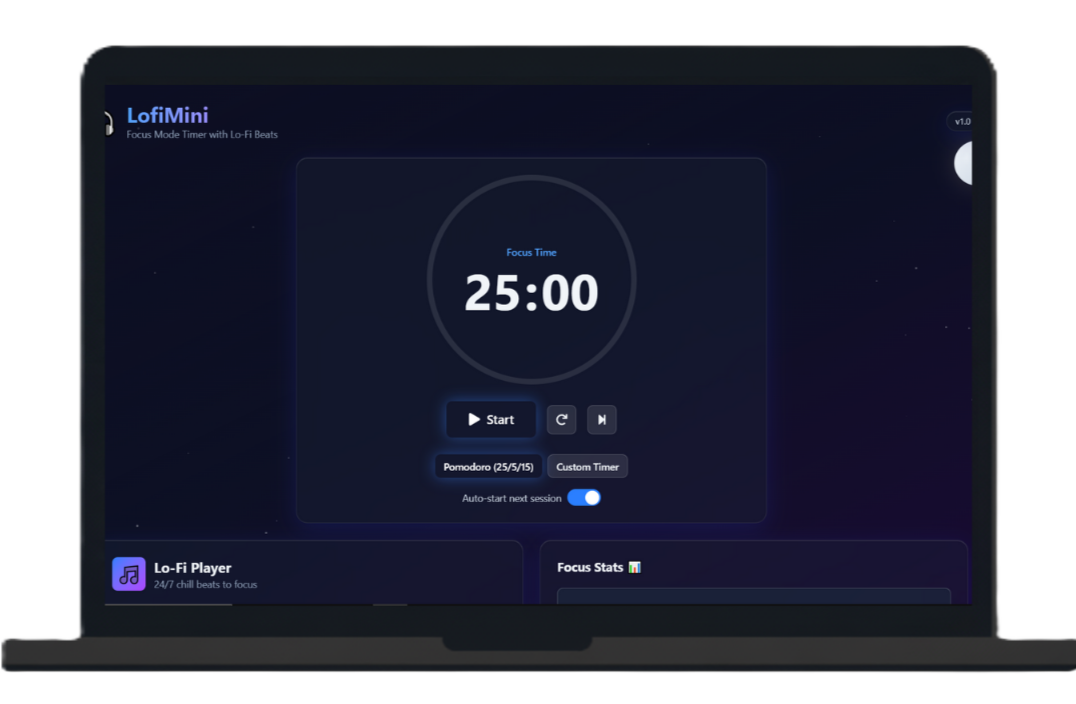 LofiMini
Focus Mode Timer with Lo-Fi Beats
v1.0
Focus Time
25:00
Start
Pomodoro (25/5/15)
Custom Timer
Auto-start next session
Lo-Fi Player
24/7 chill beats to focus
Focus Stats 📊